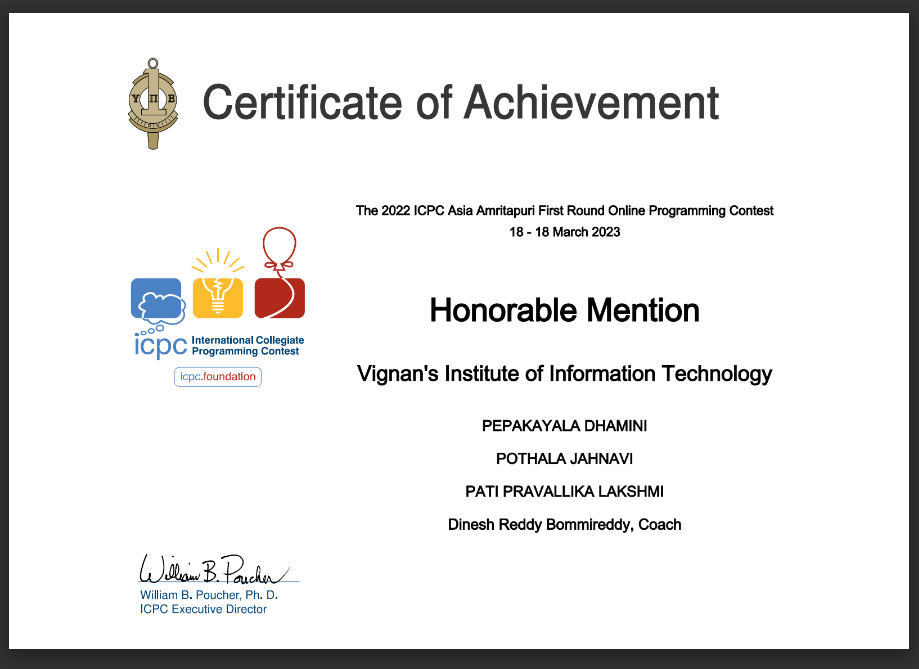 Certificate of Achievement
The 2022 ICPC Asia Amritapuri First Round Online Programming Contest
18 - 18 March 2023
Honorable Mention
Vignan's Institute of Information Technology
PEPAKAYALA DHAMINI
POTHALA JAHNAVI
PATI PRAVALLIKA LAKSHMI
Dinesh Reddy Bommireddy, Coach
icpc International Collegiate
Programming Contest
icpc.foundation
William B. Poucher
William B. Poucher, Ph. D.
ICPC Executive Director
Υ Π Β